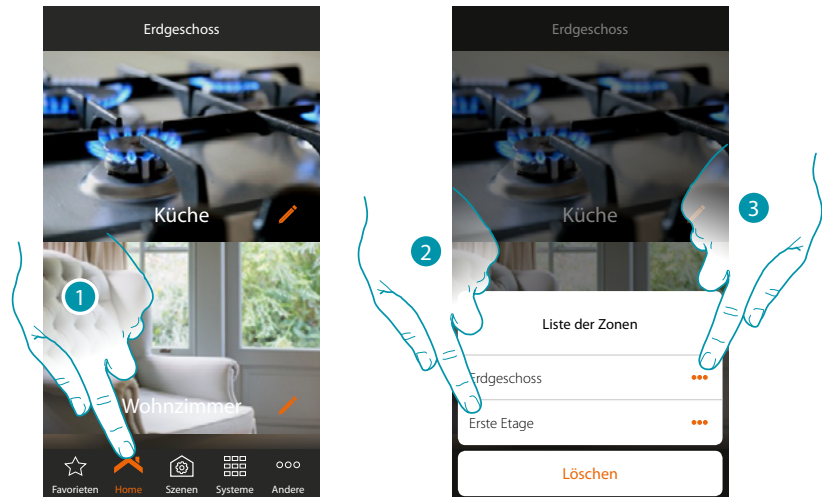 Erdgeschoss
Küche
1
Wohnzimmer
Favorieten Home Szenen Systeme Andere
Erdgeschoss
Küche
2
3
Liste der Zonen
Erdgeschoss
Erste Etage
Löschen